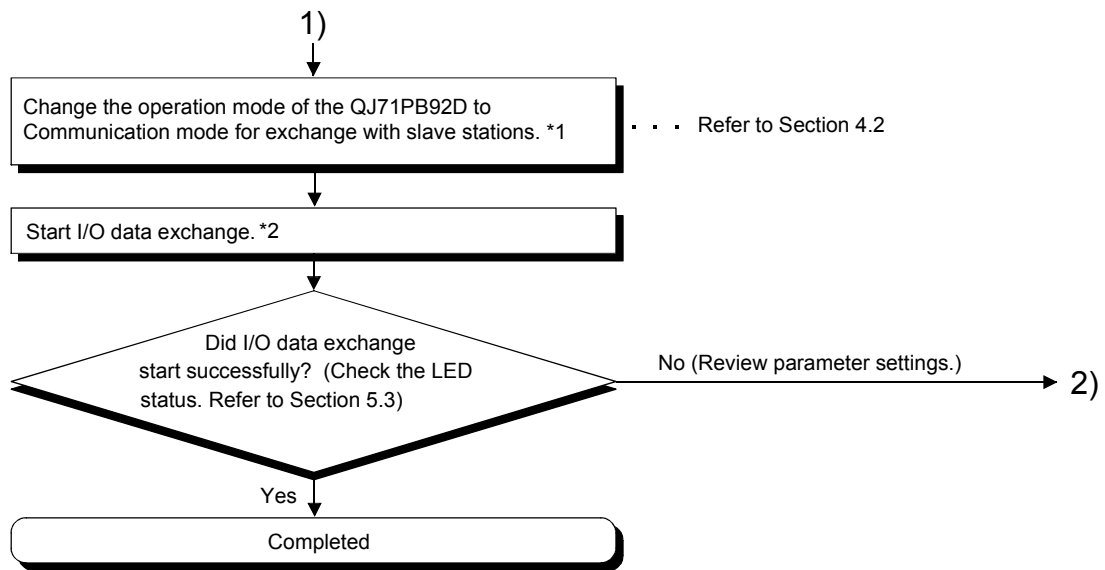 1)
Change the operation mode of the QJ71PB92D to
Communication mode for exchange with slave stations. *1
Refer to Section 4.2
Start I/O data exchange. *2
Did I/O data exchange
start successfully? (Check the LED
status. Refer to Section 5.3)
No (Review parameter settings.)
2)
Yes
Completed